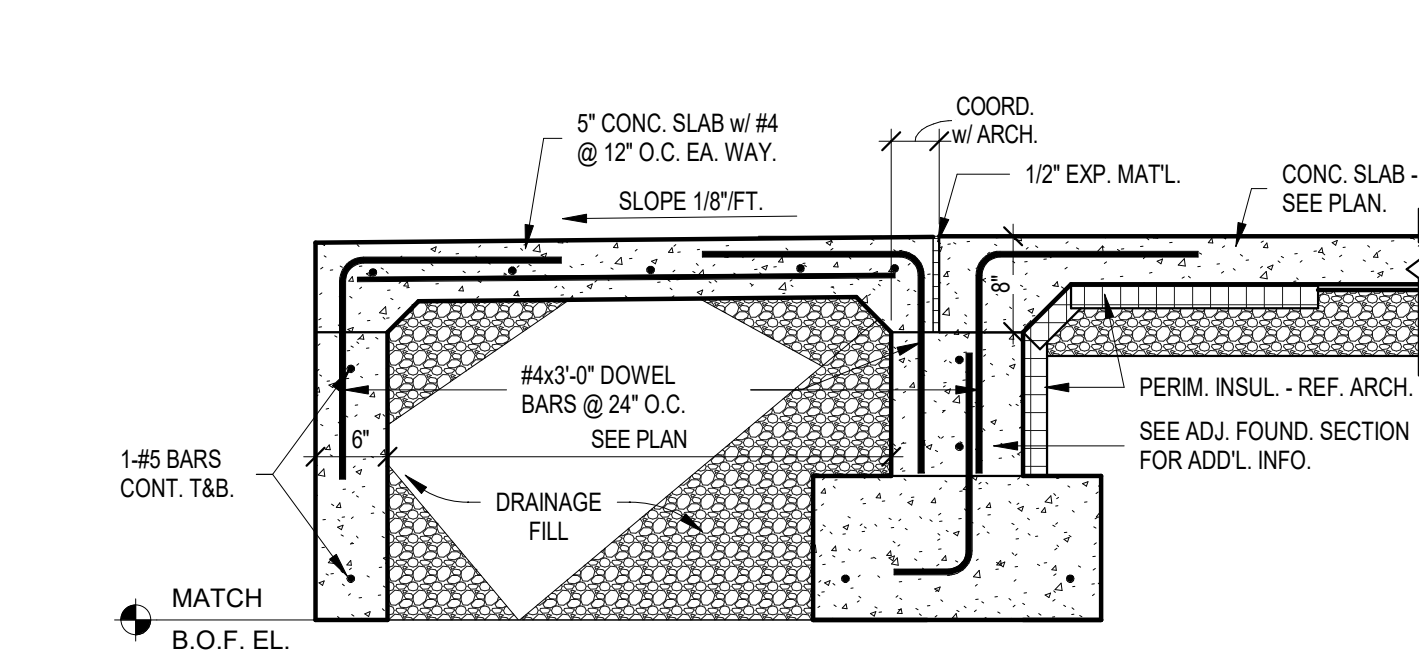 COORD.
w/ ARCH.
5" CONC. SLAB w/ #4
@ 12" O.C. EA. WAY.
1/2" EXP. MAT'L.
CONC. SLAB -
SEE PLAN.
SLOPE 1/8"/FT.
8"
#4x3'-0" DOWEL
BARS @ 24" O.C.
PERIM. INSUL. - REF. ARCH.
6"
SEE PLAN
SEE ADJ. FOUND. SECTION
FOR ADD'L. INFO.
1-#5 BARS
CONT. T&B.
DRAINAGE
FILL
MATCH
B.O.F. EL.